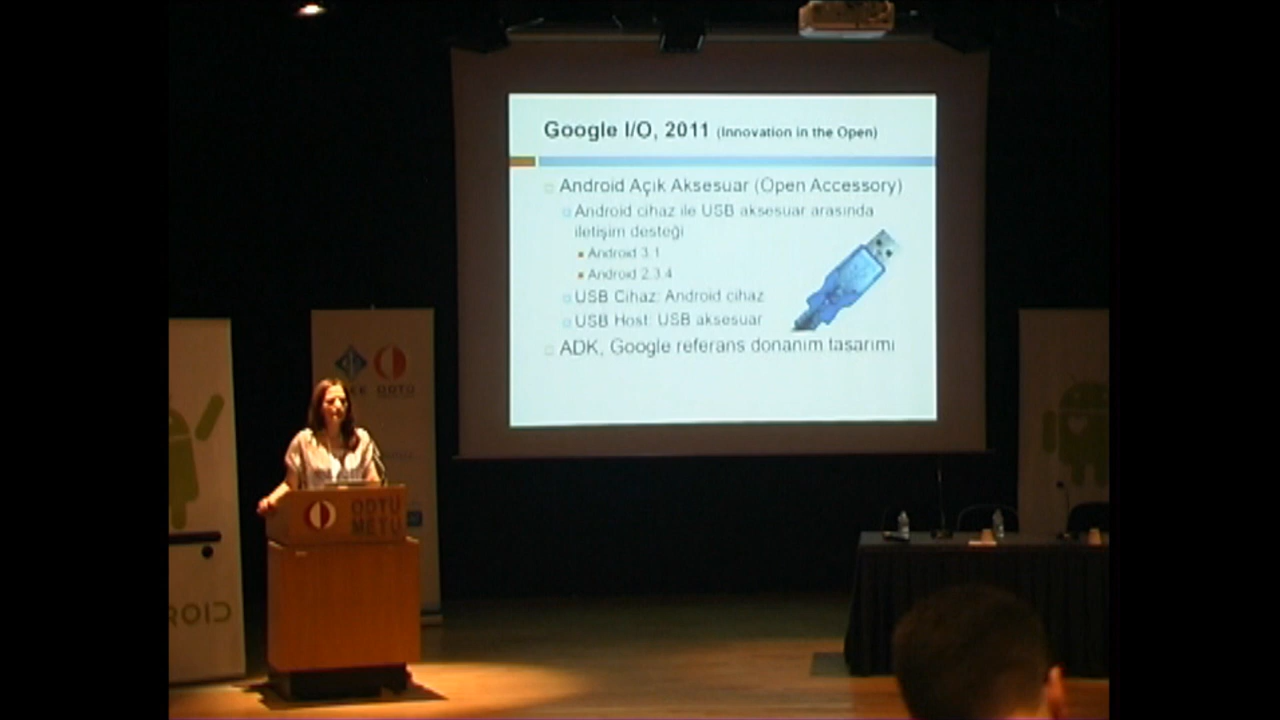 Google I/O, 2011 (Innovation in the Open)
Android Açık Aksesuar (Open Accessory)
Android cihaz ile USB aksesuar arasında
iletişim desteği
Android 3.1
Android 2.3.4
USB Cihaz: Android cihaz
USB Host: USB aksesuar
ADK, Google referans donanım tasarımı
ODTÜ
ODTÜ
METU
ROID